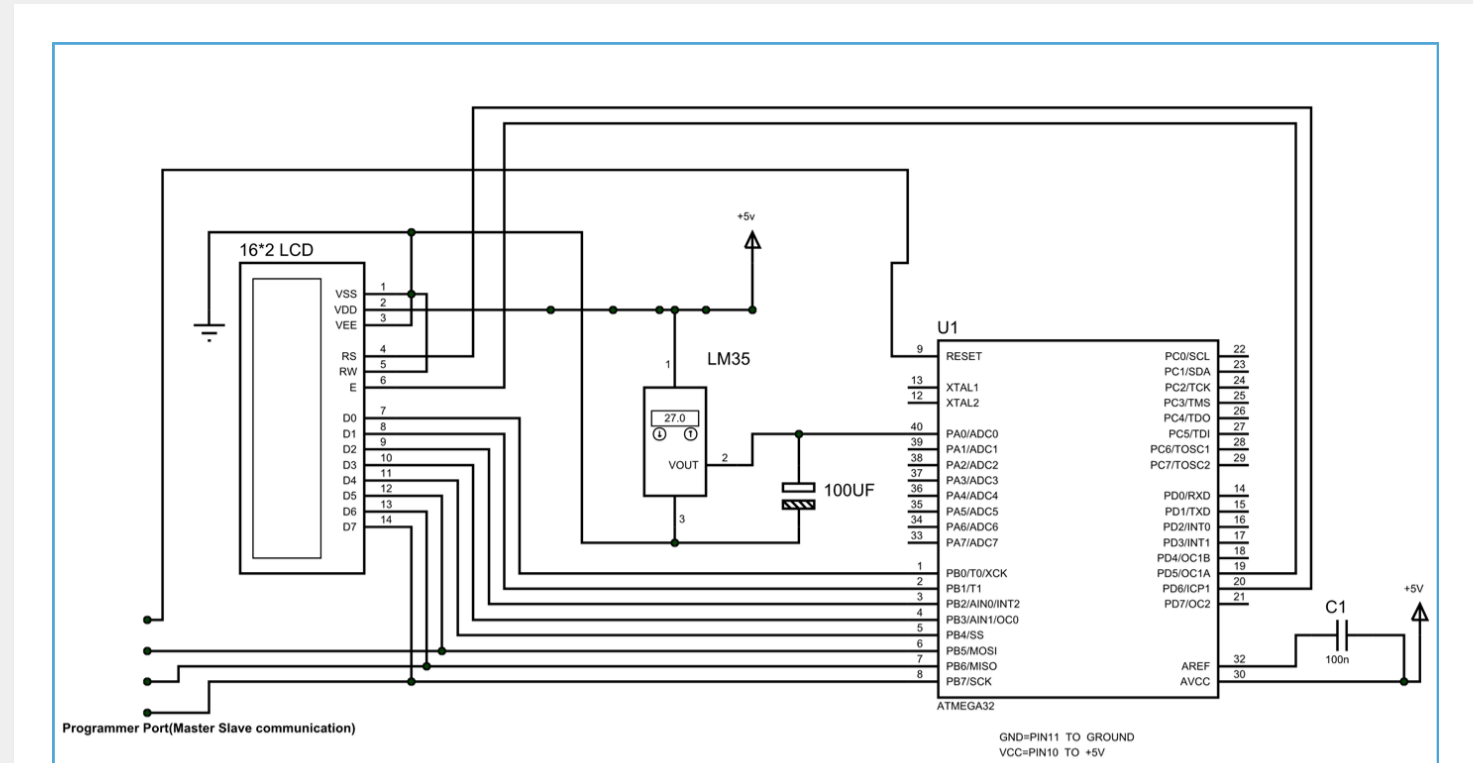 +5v
16*2 LCD
VSS 1
VDD 2
VEE 3
RS 4
RW 5
E 6
D0 7
D1 8
D2 9
D3 10
D4 11
D5 12
D6 13
D7 14
LM35
1
27.0
VOUT 2
3
100UF
U1
9 RESET
13 XTAL1
12 XTAL2
40 PA0/ADC0
39 PA1/ADC1
38 PA2/ADC2
37 PA3/ADC3
36 PA4/ADC4
35 PA5/ADC5
34 PA6/ADC6
33 PA7/ADC7
1 PB0/T0/XCK
2 PB1/T1
3 PB2/AIN0/INT2
4 PB3/AIN1/OC0
5 PB4/SS
6 PB5/MOSI
7 PB6/MISO
8 PB7/SCK
PC0/SCL 22
PC1/SDA 23
PC2/TCK 24
PC3/TMS 25
PC4/TDO 26
PC5/TDI 27
PC6/TOSC1 28
PC7/TOSC2 29
PD0/RXD 14
PD1/TXD 15
PD2/INT0 16
PD3/INT1 17
PD4/OC1B 18
PD5/OC1A 19
PD6/ICP1 20
PD7/OC2 21
AREF 32
AVCC 30
ATMEGA32
C1
100n
+5V
Programmer Port(Master Slave communication)
GND=PIN11 TO GROUND
VCC=PIN10 TO +5V